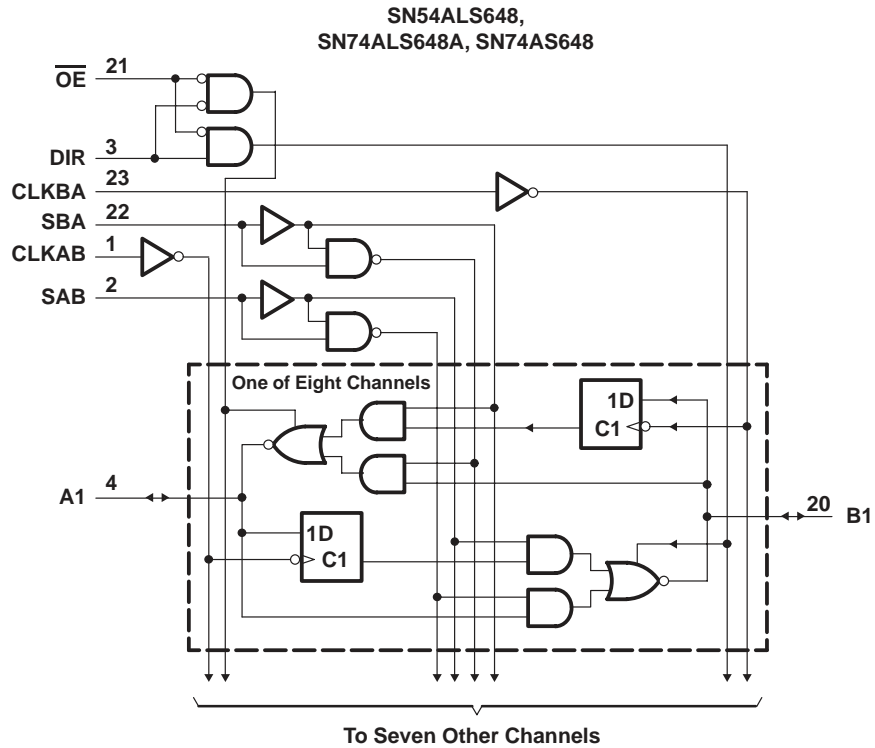 SN54ALS648,
SN74ALS648A, SN74AS648
OE 21
DIR 3
CLKBA 23
SBA 22
CLKAB 1
SAB 2
One of Eight Channels
1D
C1
A1 4
20 B1
1D
C1
To Seven Other Channels